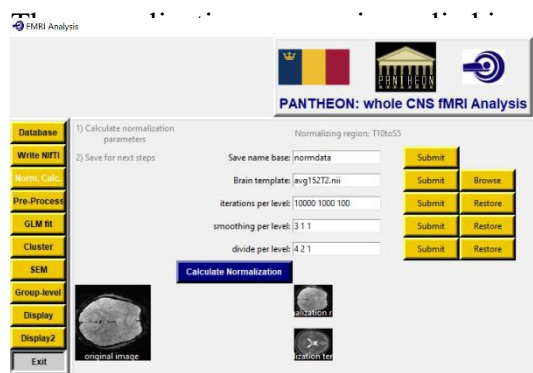 FMRI Analysis
PANTHEON
PANTHEON: whole CNS fMRI Analysis
Database
Write NIfTI
Norm. Calc.
Pre-Process
GLM fit
Cluster
SEM
Group-level
Display
Display2
Exit
1) Calculate normalization
parameters
2) Save for next steps
Normalizing region: T10toS5
Save name base: normdata Submit
Brain template: avg152T2.nii Submit Browse
iterations per level: 10000 1000 100 Submit Restore
smoothing per level: 3 1 1 Submit Restore
divide per level: 4 2 1 Submit Restore
Calculate Normalization
original image
alization r
lization ter